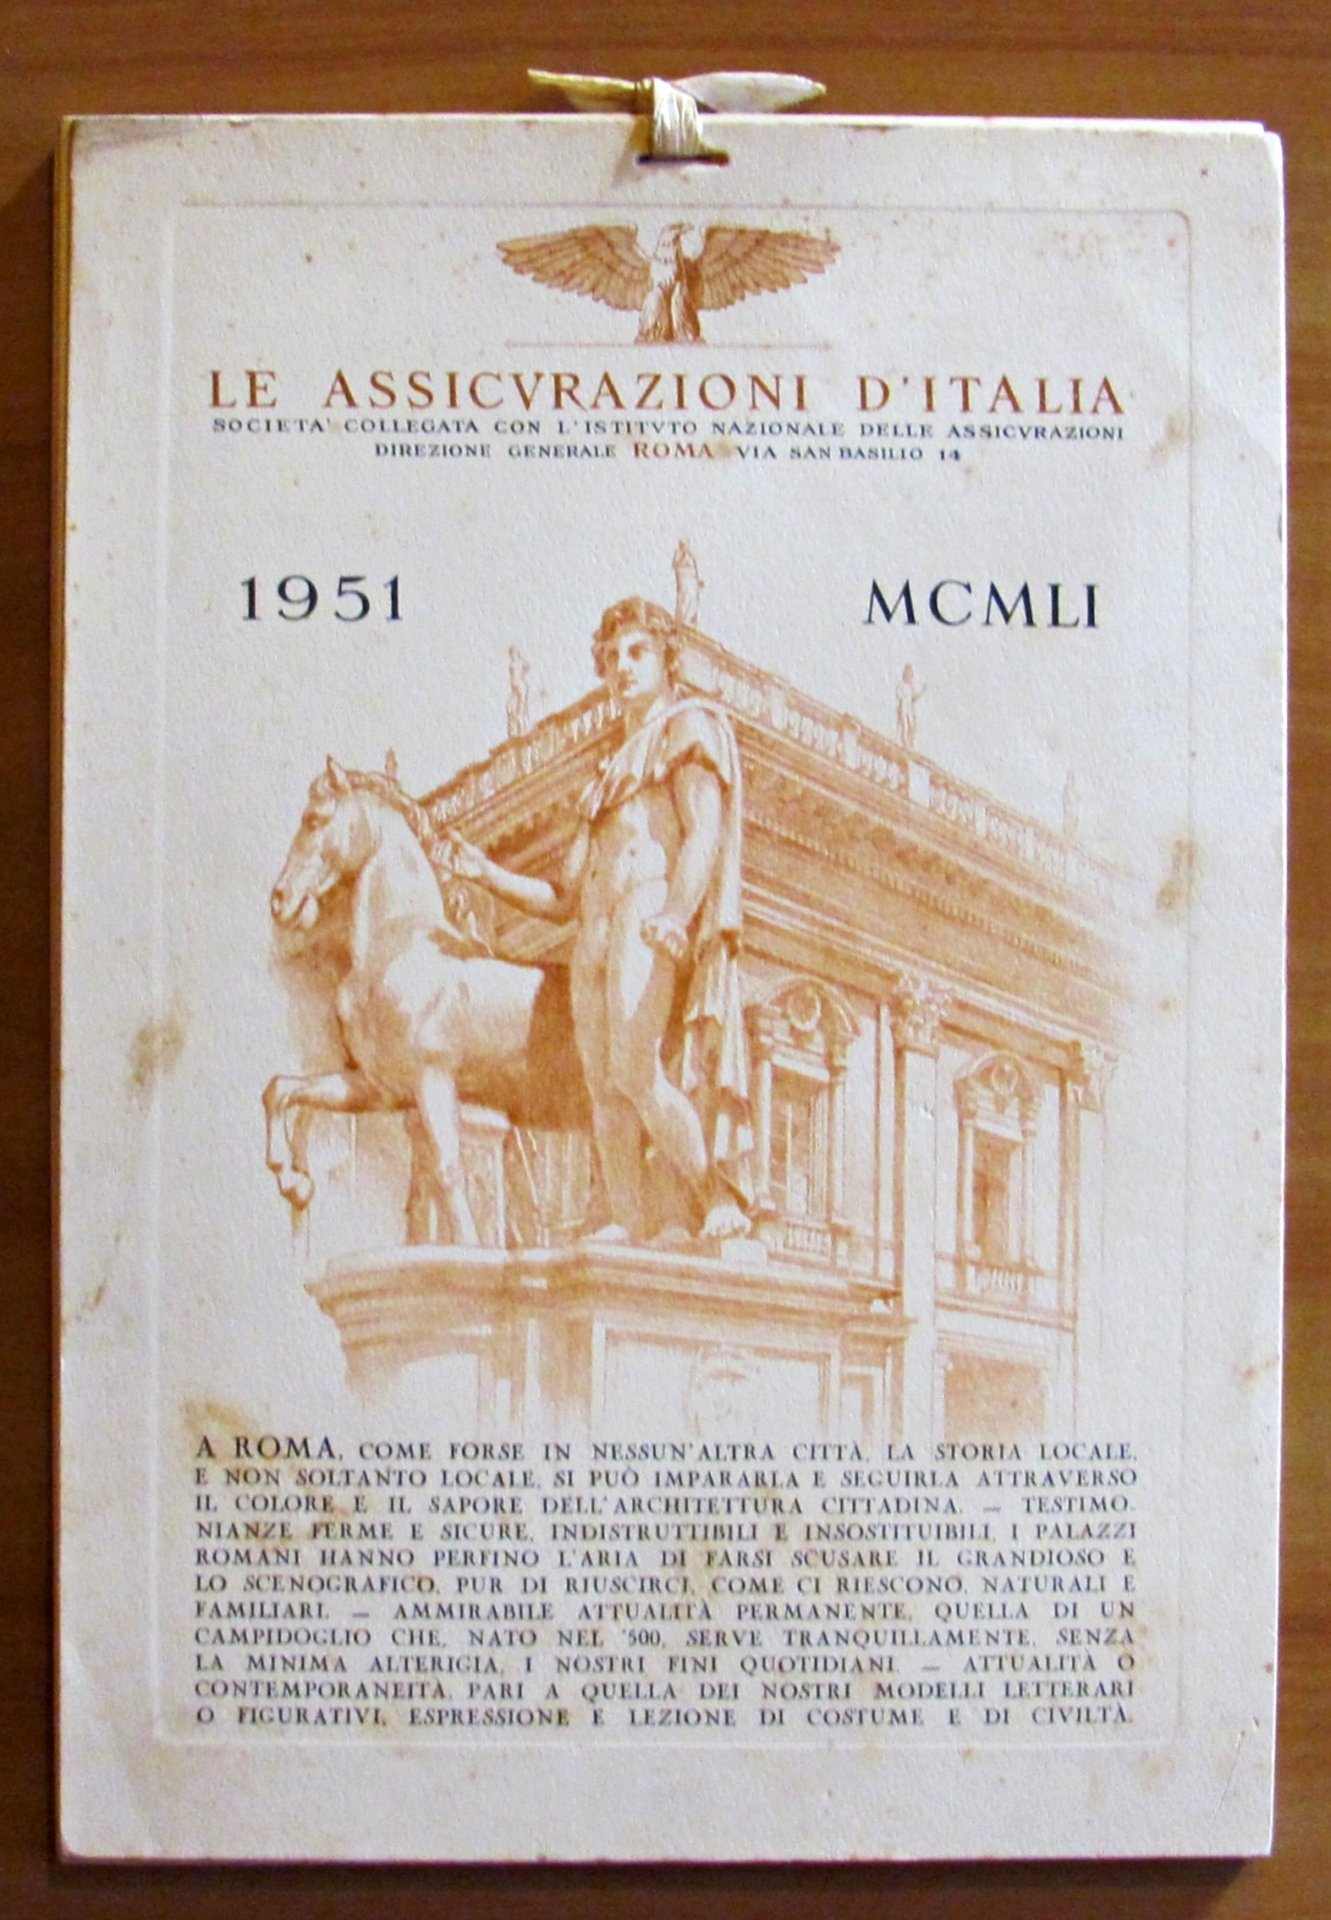 LE ASSICVRAZIONI D'ITALIA
SOCIETA' COLLEGATA CON L'ISTITVTO NAZIONALE DELLE ASSICVRAZIONI
DIREZIONE GENERALE ROMA VIA SAN BASILIO 14
1951 MCMLI
A ROMA, COME FORSE IN NESSUN'ALTRA CITTÀ, LA STORIA LOCALE,
E NON SOLTANTO LOCALE, SI PUÒ IMPARARLA E SEGUIRLA ATTRAVERSO
IL COLORE E IL SAPORE DELL'ARCHITETTURA CITTADINA. — TESTIMO-
NIANZE FERME E SICURE, INDISTRUTTIBILI E INSOSTITUIBILI, I PALAZZI
ROMANI HANNO PERFINO L'ARIA DI FARSI SCUSARE IL GRANDIOSO E
LO SCENOGRAFICO, PUR DI RIUSCIRCI, COME CI RIESCONO, NATURALI E
FAMILIARI. — AMMIRABILE ATTUALITÀ PERMANENTE, QUELLA DI UN
CAMPIDOGLIO CHE, NATO NEL '500, SERVE TRANQUILLAMENTE, SENZA
LA MINIMA ALTERIGIA, I NOSTRI FINI QUOTIDIANI. — ATTUALITÀ O
CONTEMPORANEITÀ, PARI A QUELLA DEI NOSTRI MODELLI LETTERARI
O FIGURATIVI, ESPRESSIONE E LEZIONE DI COSTUME E DI CIVILTÀ.